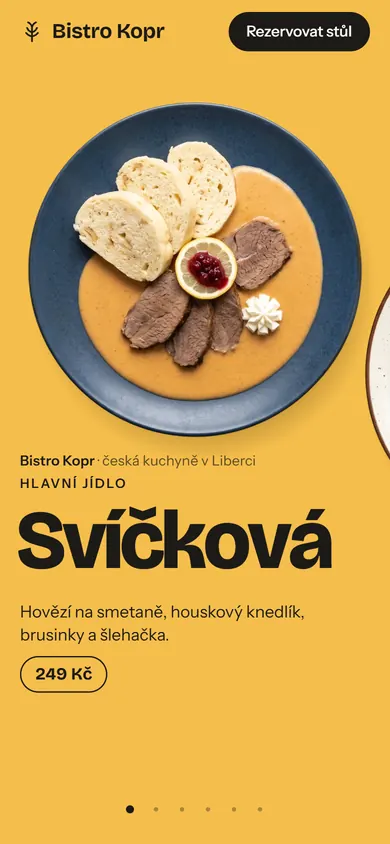 Bistro Kopr
Rezervovat stůl
Bistro Kopr · česká kuchyně v Liberci
HLAVNÍ JÍDLO
Svíčková
Hovězí na smetaně, houskový knedlík,
brusinky a šlehačka.
249 Kč